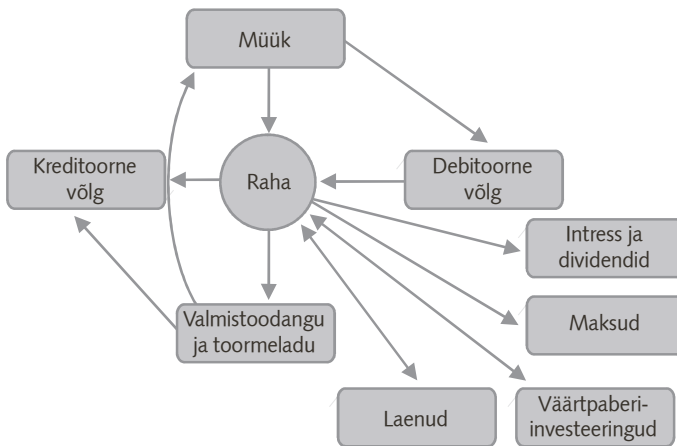 Müük
Kreditoorne
võlg
Raha
Debitoorne
võlg
Intress ja
dividendid
Valmistoodangu
ja toormeladu
Maksud
Laenud
Väärtpaberi-
investeeringud